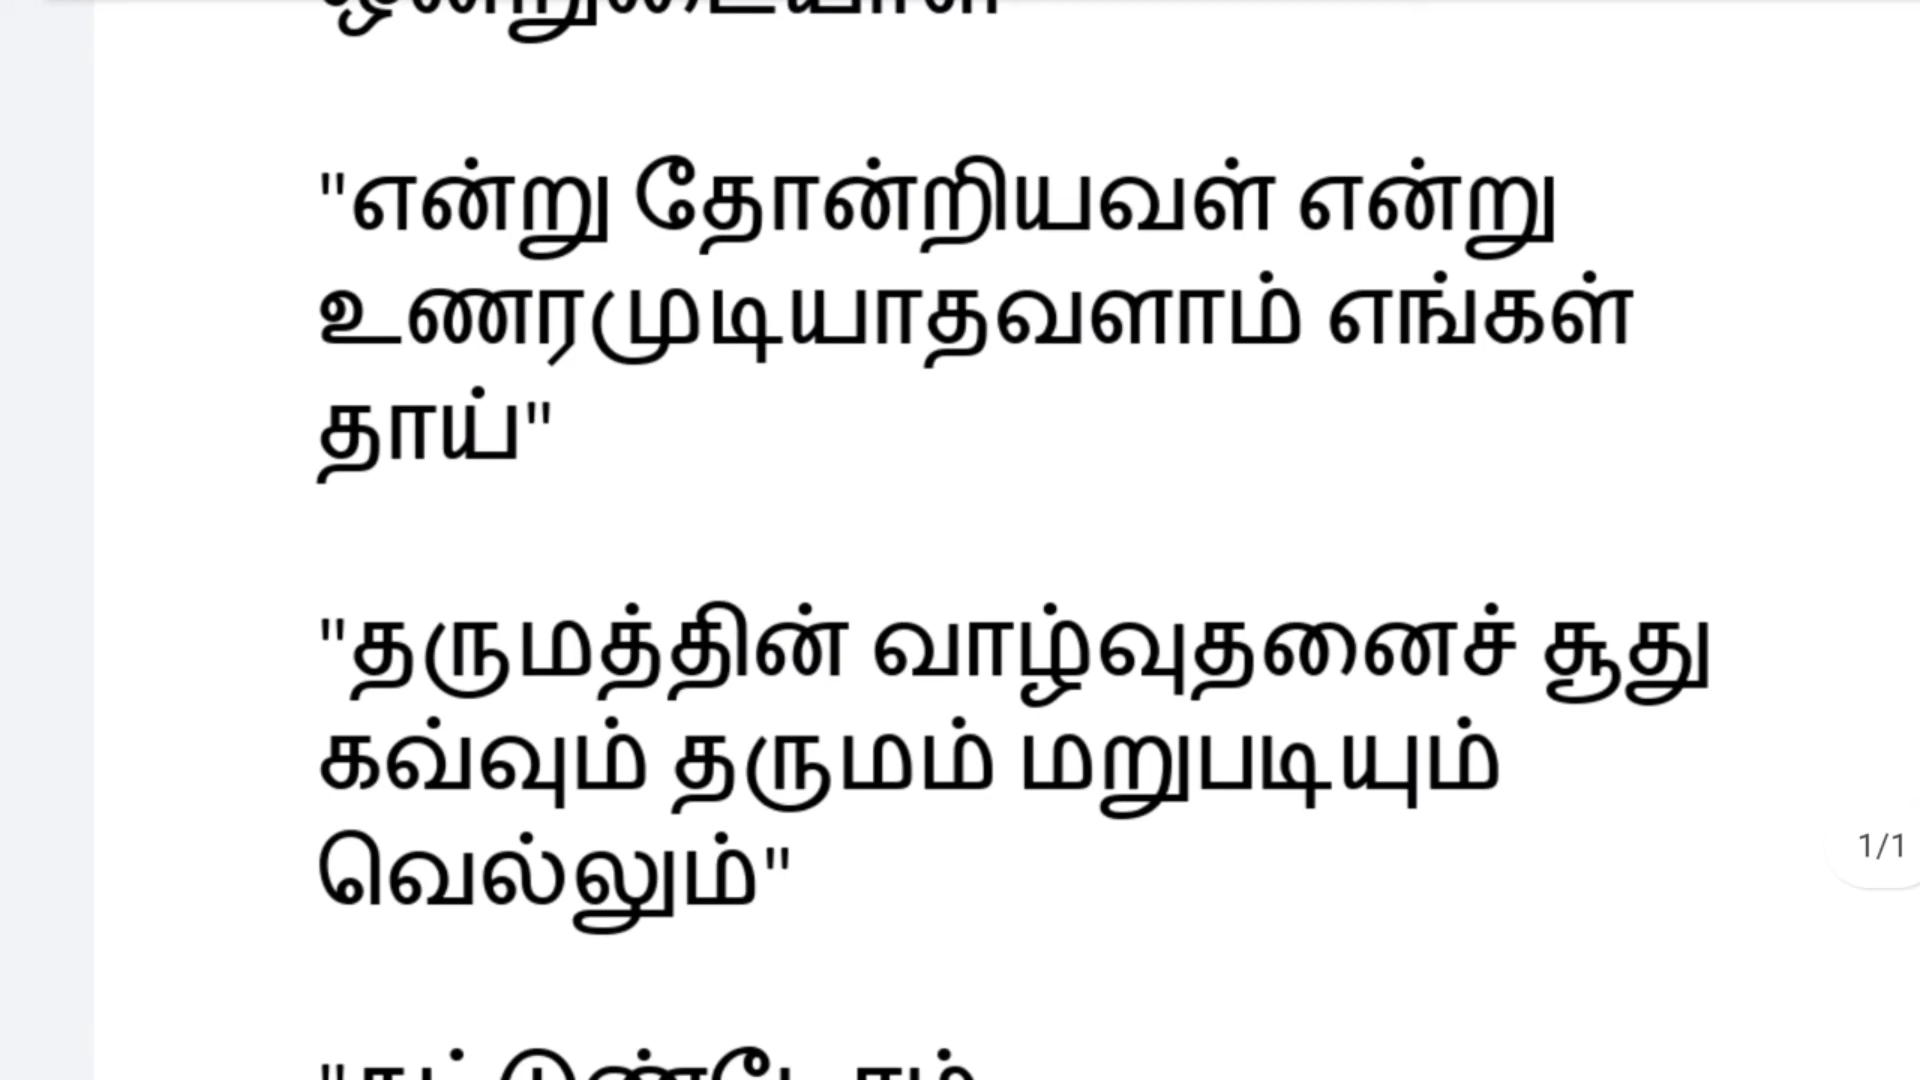 "என்று தோன்றியவள் என்று
உணரமுடியாதவளாம் எங்கள்
தாய்"
"தருமத்தின் வாழ்வுதனைச் சூது
கவ்வும் தருமம் மறுபடியும்
வெல்லும்"
1/1